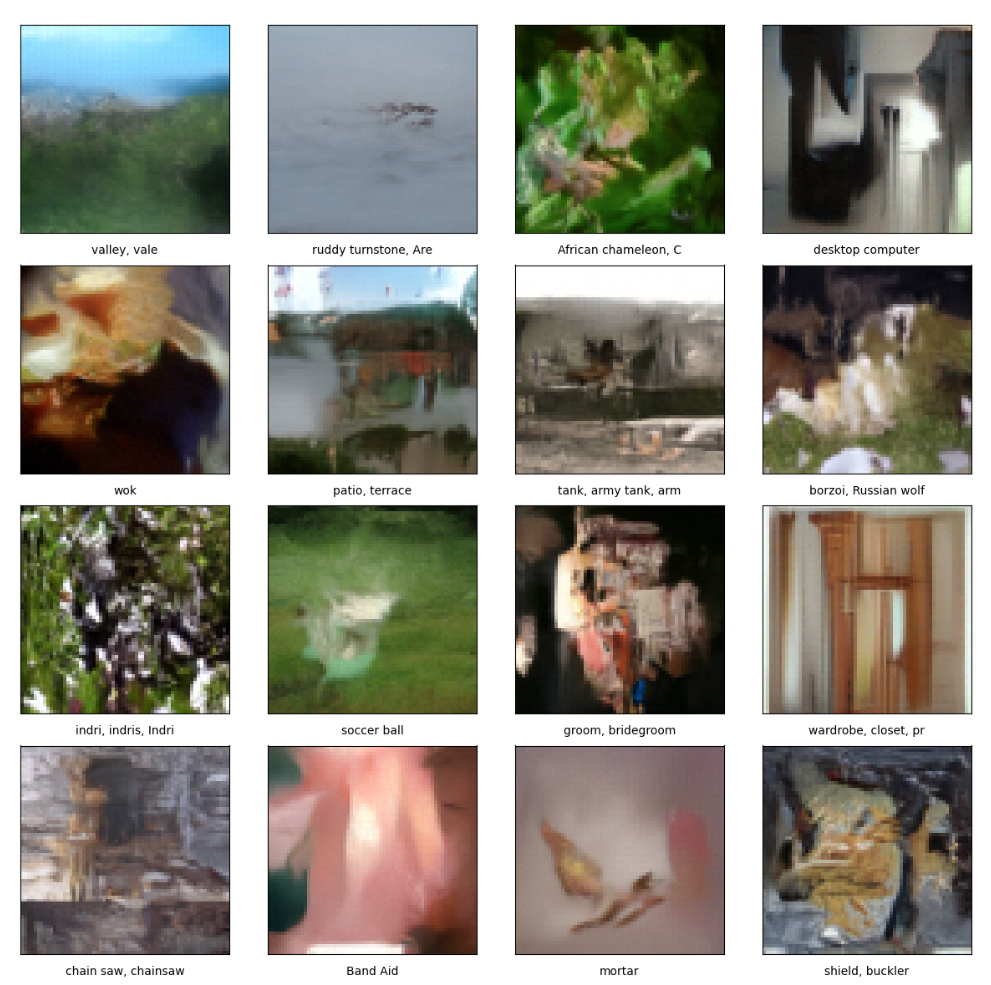 valley, vale
ruddy turnstone, Are
African chameleon, C
desktop computer
wok
patio, terrace
tank, army tank, arm
borzoi, Russian wolf
indri, indris, Indri
soccer ball
groom, bridegroom
wardrobe, closet, pr
chain saw, chainsaw
Band Aid
mortar
shield, buckler